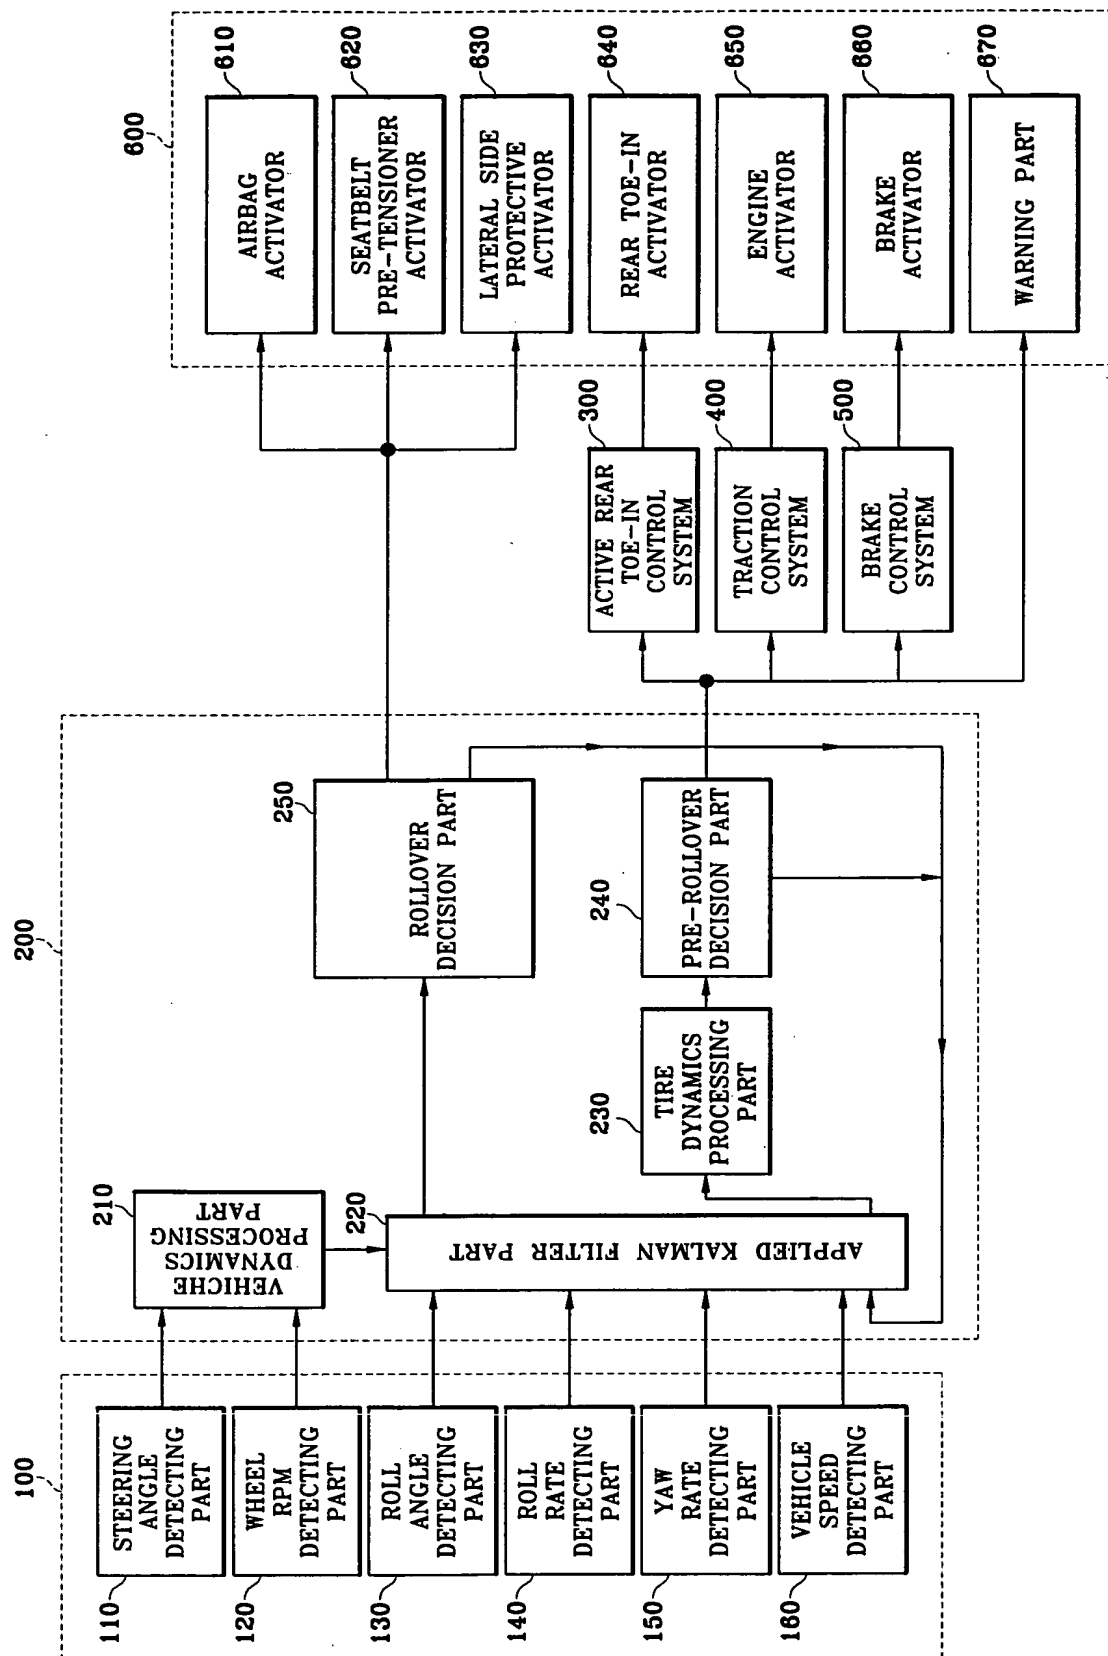 100
110
STEERING
ANGLE
DETECTING
PART
120
WHEEL
RPM
DETECTING
PART
130
ROLL
ANGLE
DETECTING
PART
140
ROLL
RATE
DETECTING
PART
150
YAW
RATE
DETECTING
PART
160
VEHICLE
SPEED
DETECTING
PART
200
210
VEHICHE
DYNAMICS
PROCESSING
PART
220
APPLIED KALMAN FILTER PART
230
TIRE
DYNAMICS
PROCESSING
PART
240
PRE-ROLLOVER
DECISION PART
250
ROLLOVER
DECISION PART
300
ACTIVE REAR
TOE-IN
CONTROL
SYSTEM
400
TRACTION
CONTROL
SYSTEM
500
BRAKE
CONTROL
SYSTEM
600
610
AIRBAG
ACTIVATOR
620
SEATBELT
PRE-TENSIONER
ACTIVATOR
630
LATERAL SIDE
PROTECTIVE
ACTIVATOR
640
REAR TOE-IN
ACTIVATOR
650
ENGINE
ACTIVATOR
660
BRAKE
ACTIVATOR
670
WARNING PART